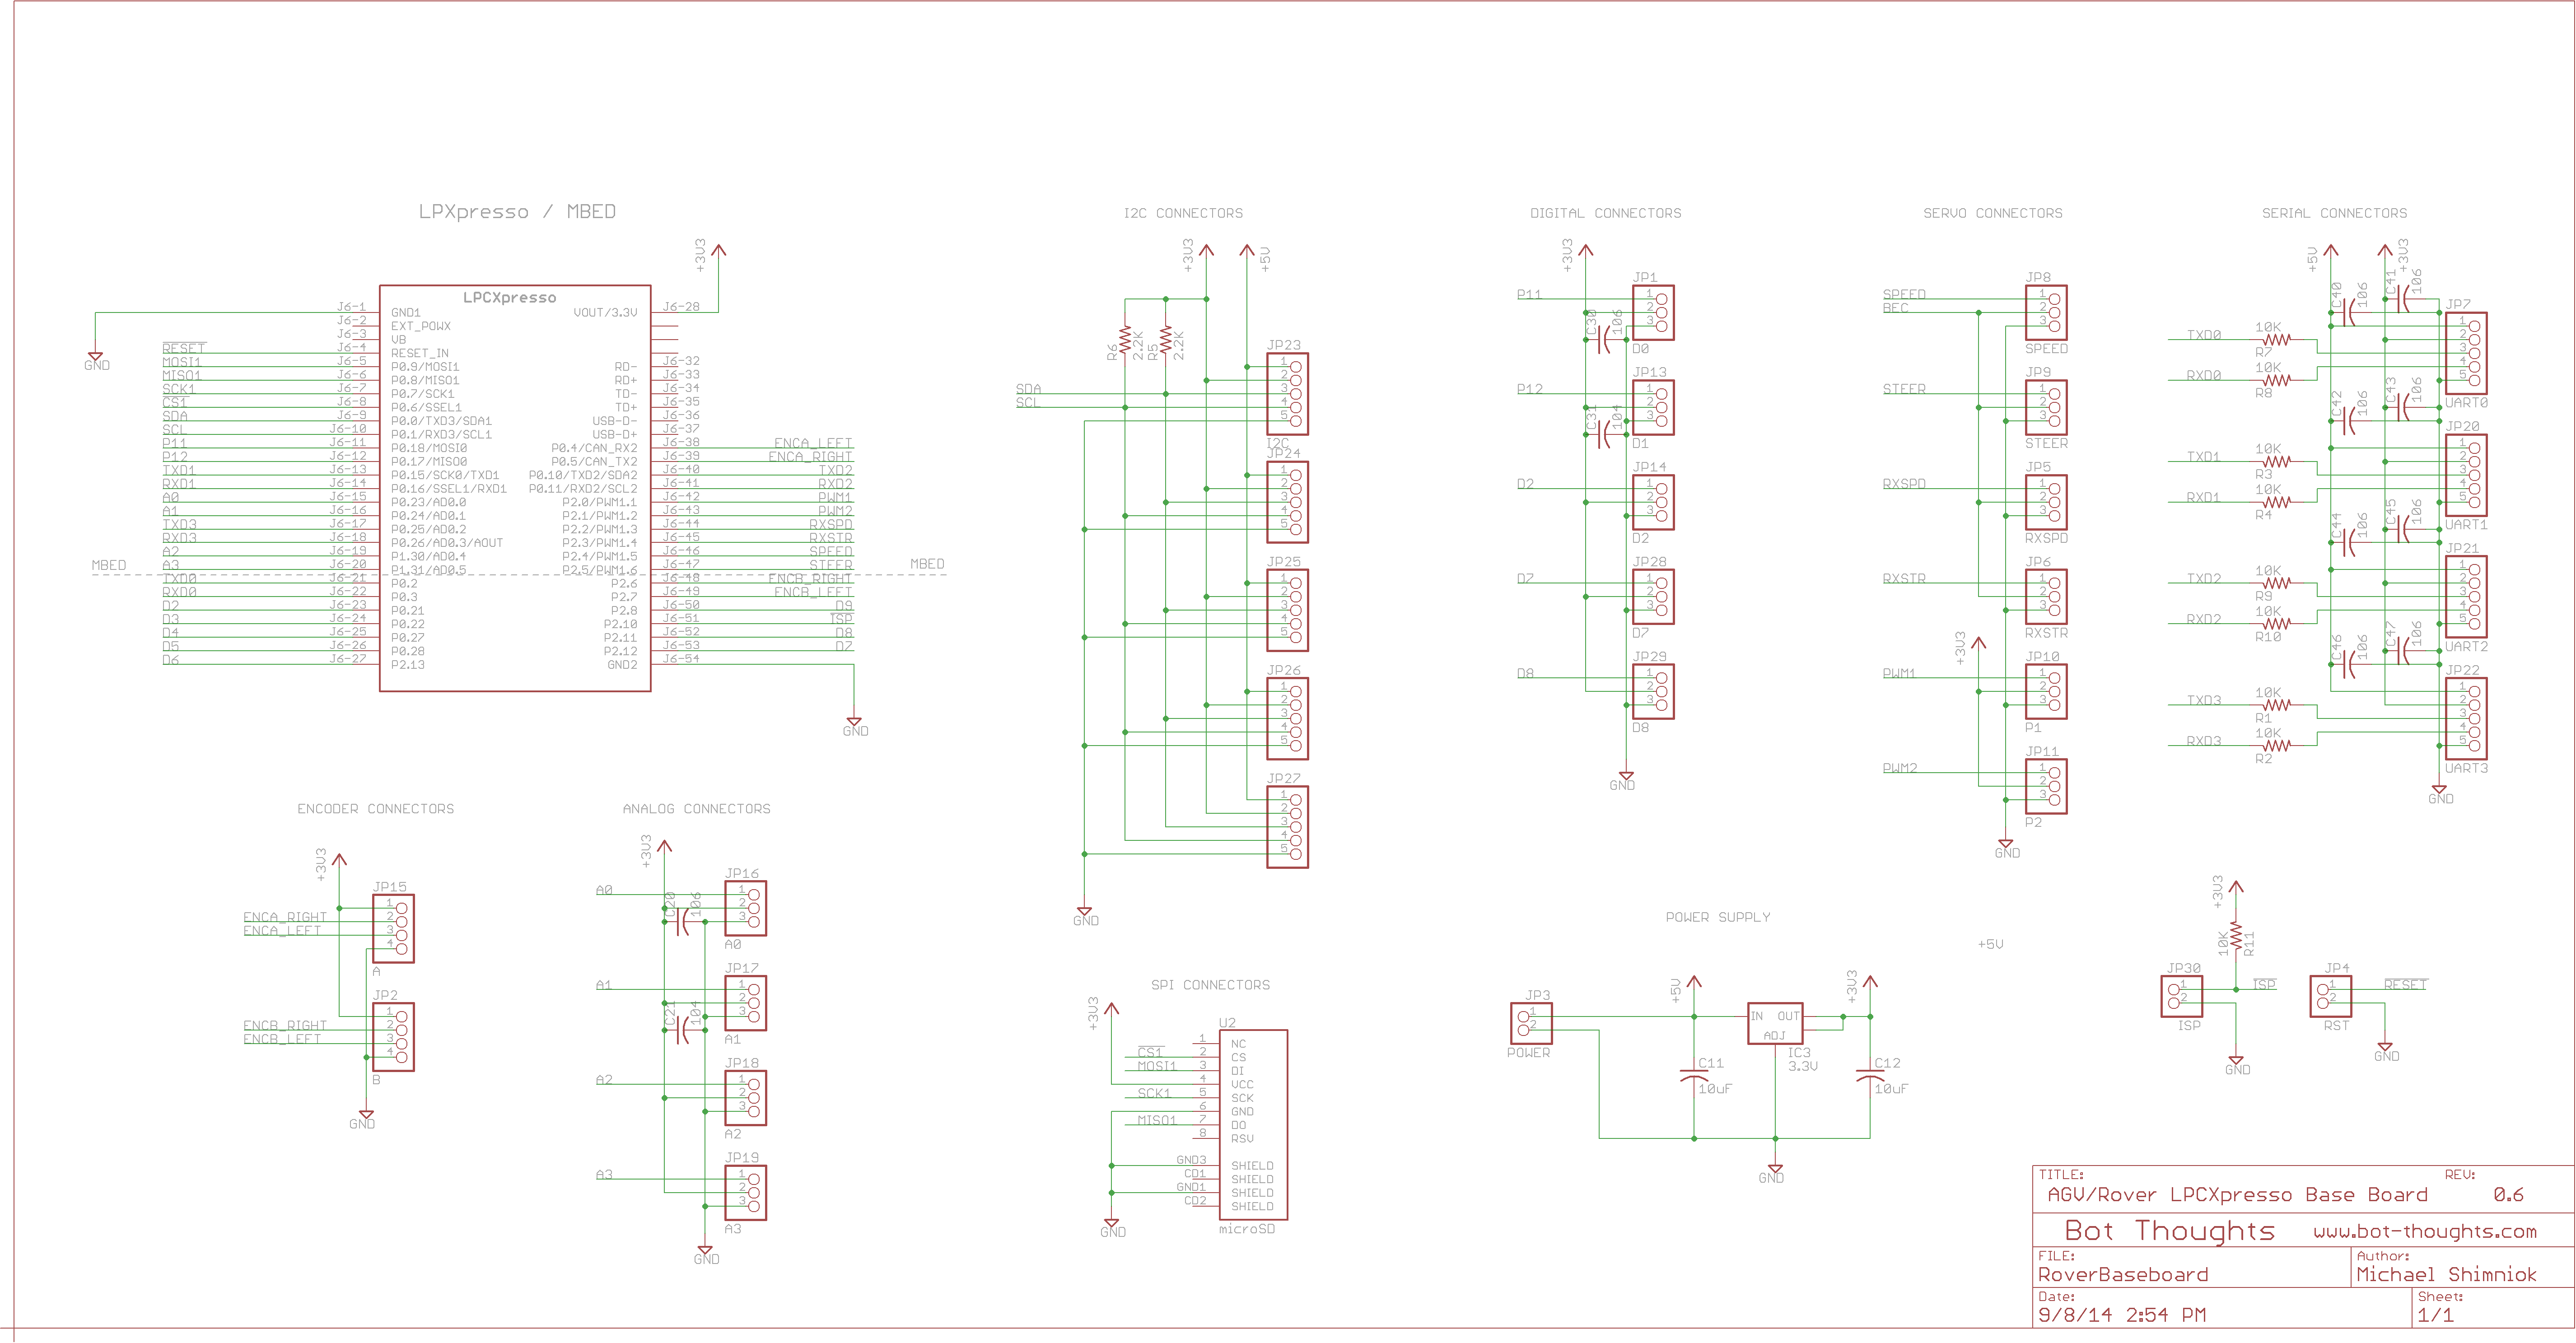 LPXpresso / MBED
+3V3
LPCXpresso
J6-1 GND1 VOUT/3.3V J6-28
J6-2 EXT_POWX
J6-3 VB
GND
RESET J6-4 RESET_IN
MOSI1 J6-5 P0.9/MOSI1 RD- J6-32
MISO1 J6-6 P0.8/MISO1 RD+ J6-33
SCK1 J6-7 P0.7/SCK1 TD- J6-34
CS1 J6-8 P0.6/SSEL1 TD+ J6-35
SDA J6-9 P0.0/TXD3/SDA1 USB-D- J6-36
SCL J6-10 P0.1/RXD3/SCL1 USB-D+ J6-37
P11 J6-11 P0.18/MOSI0 P0.4/CAN_RX2 J6-38 ENCA_LEFT
P12 J6-12 P0.17/MISO0 P0.5/CAN_TX2 J6-39 ENCA_RIGHT
TXD1 J6-13 P0.15/SCK0/TXD1 P0.10/TXD2/SDA2 J6-40 TXD2
RXD1 J6-14 P0.16/SSEL1/RXD1 P0.11/RXD2/SCL2 J6-41 RXD2
A0 J6-15 P0.23/AD0.0 P2.0/PWM1.1 J6-42 PWM1
A1 J6-16 P0.24/AD0.1 P2.1/PWM1.2 J6-43 PWM2
TXD3 J6-17 P0.25/AD0.2 P2.2/PWM1.3 J6-44 RXSPD
RXD3 J6-18 P0.26/AD0.3/AOUT P2.3/PWM1.4 J6-45 RXSTR
A2 J6-19 P1.30/AD0.4 P2.4/PWM1.5 J6-46 SPEED
A3 J6-20 P1.31/AD0.5 P2.5/PWM1.6 J6-47 STEER
MBED MBED
TXD0 J6-21 P0.2 P2.6 J6-48 ENCB_RIGHT
RXD0 J6-22 P0.3 P2.7 J6-49 ENCB_LEFT
D2 J6-23 P0.21 P2.8 J6-50 D9
D3 J6-24 P0.22 P2.10 J6-51 ISP
D4 J6-25 P0.27 P2.11 J6-52 D8
D5 J6-26 P0.28 P2.12 J6-53 D7
D6 J6-27 P2.13 GND2 J6-54
GND
I2C CONNECTORS
+3V3 +5V
R6 2.2K R5 2.2K
SDA
SCL
JP23
1
2
3
4
5
I2C
JP24
1
2
3
4
5
JP25
1
2
3
4
5
JP26
1
2
3
4
5
JP27
1
2
3
4
5
GND
DIGITAL CONNECTORS
+3V3
P11
JP1
1
2
3
D0
C30 106
P12
JP13
1
2
3
D1
C31 104
D2
JP14
1
2
3
D2
D7
JP28
1
2
3
D7
D8
JP29
1
2
3
D8
GND
SERVO CONNECTORS
SPEED
BEC
JP8
1
2
3
SPEED
STEER
JP9
1
2
3
STEER
RXSPD
JP5
1
2
3
RXSPD
RXSTR
JP6
1
2
3
RXSTR
+3V3
PWM1
JP10
1
2
3
P1
PWM2
JP11
1
2
3
P2
GND
SERIAL CONNECTORS
+5V +3V3
C40 106 C41 106
TXD0 10K R7
RXD0 10K R8
JP7
1
2
3
4
5
UART0
C42 106 C43 106
TXD1 10K R3
RXD1 10K R4
JP20
1
2
3
4
5
UART1
C44 106 C45 106
TXD2 10K R9
RXD2 10K R10
JP21
1
2
3
4
5
UART2
C46 106 C47 106
TXD3 10K R1
RXD3 10K R2
JP22
1
2
3
4
5
UART3
GND
ENCODER CONNECTORS
+3V3
JP15
ENCA_RIGHT
ENCA_LEFT
1
2
3
4
A
JP2
ENCB_RIGHT
ENCB_LEFT
1
2
3
4
B
GND
ANALOG CONNECTORS
+3V3
A0
C20 106
JP16
1
2
3
A0
A1
C21 104
JP17
1
2
3
A1
A2
JP18
1
2
3
A2
A3
JP19
1
2
3
A3
GND
SPI CONNECTORS
+3V3
U2
1 NC
CS1 2 CS
MOSI1 3 DI
4 VCC
SCK1 5 SCK
6 GND
MISO1 7 DO
8 RSV
GND3 SHIELD
CD1 SHIELD
GND1 SHIELD
CD2 SHIELD
microSD
GND
POWER SUPPLY
+5V
+5V +3V3
JP3
1
2
POWER
IN OUT
ADJ
IC3
3.3V
C11
10uF
C12
10uF
GND
+3V3
10K R11
JP30
1
2
ISP
ISP
GND
JP4
1
2
RST
RESET
GND
TITLE: REV:
AGV/Rover LPCXpresso Base Board 0.6
Bot Thoughts www.bot-thoughts.com
FILE: Author:
RoverBaseboard Michael Shimniok
Date: Sheet:
9/8/14 2:54 PM 1/1